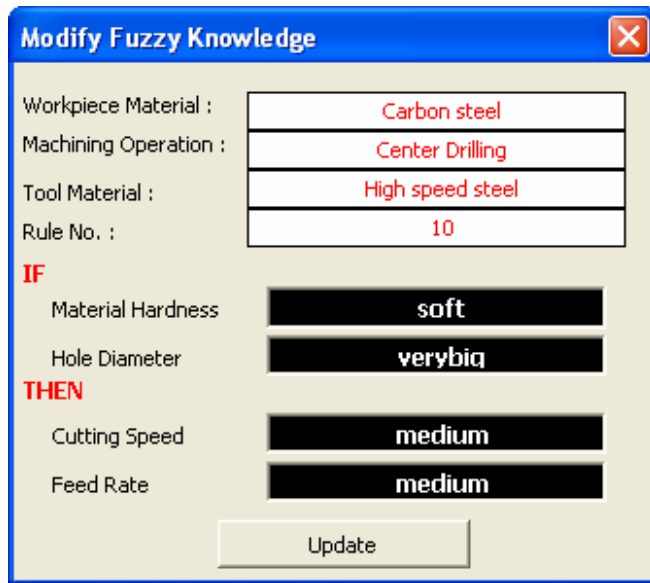 Modify Fuzzy Knowledge
Workpiece Material : Carbon steel
Machining Operation : Center Drilling
Tool Material : High speed steel
Rule No. : 10
IF
Material Hardness soft
Hole Diameter verybig
THEN
Cutting Speed medium
Feed Rate medium
Update